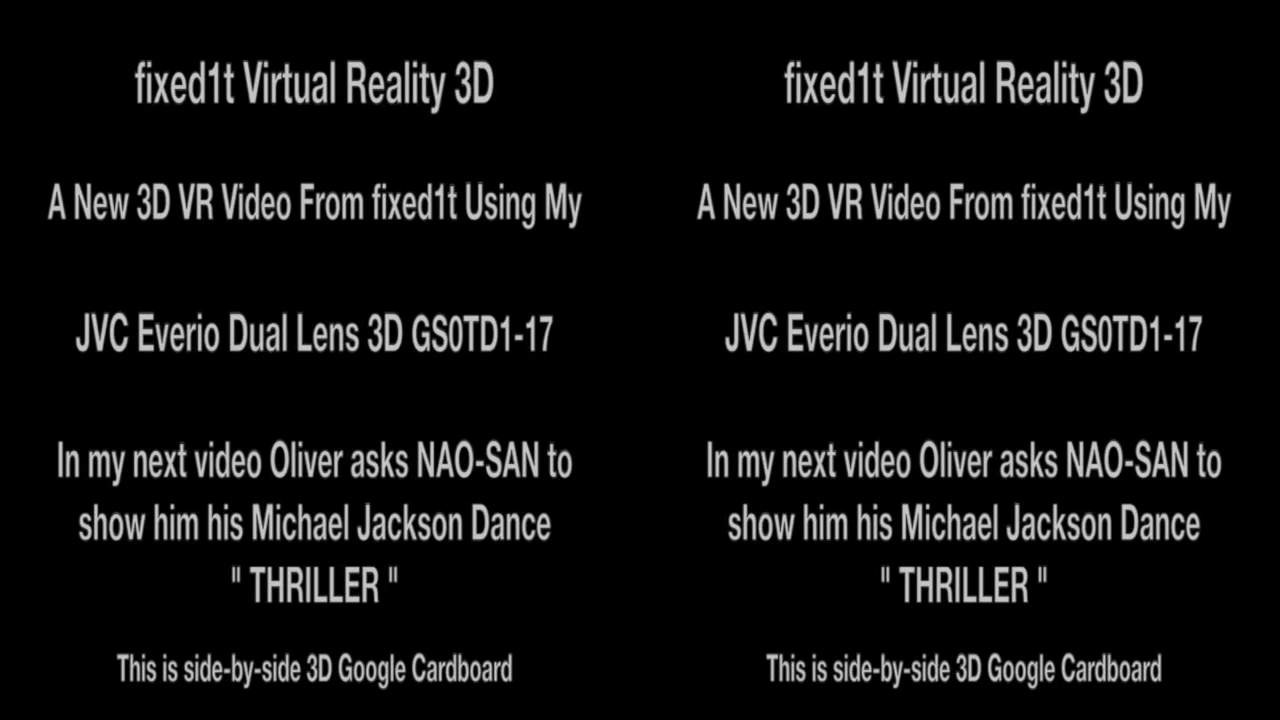 fixed1t Virtual Reality 3D
A New 3D VR Video From fixed1t Using My
JVC Everio Dual Lens 3D GS0TD1-17
In my next video Oliver asks NAO-SAN to
show him his Michael Jackson Dance
" THRILLER "
This is side-by-side 3D Google Cardboard
fixed1t Virtual Reality 3D
A New 3D VR Video From fixed1t Using My
JVC Everio Dual Lens 3D GS0TD1-17
In my next video Oliver asks NAO-SAN to
show him his Michael Jackson Dance
" THRILLER "
This is side-by-side 3D Google Cardboard